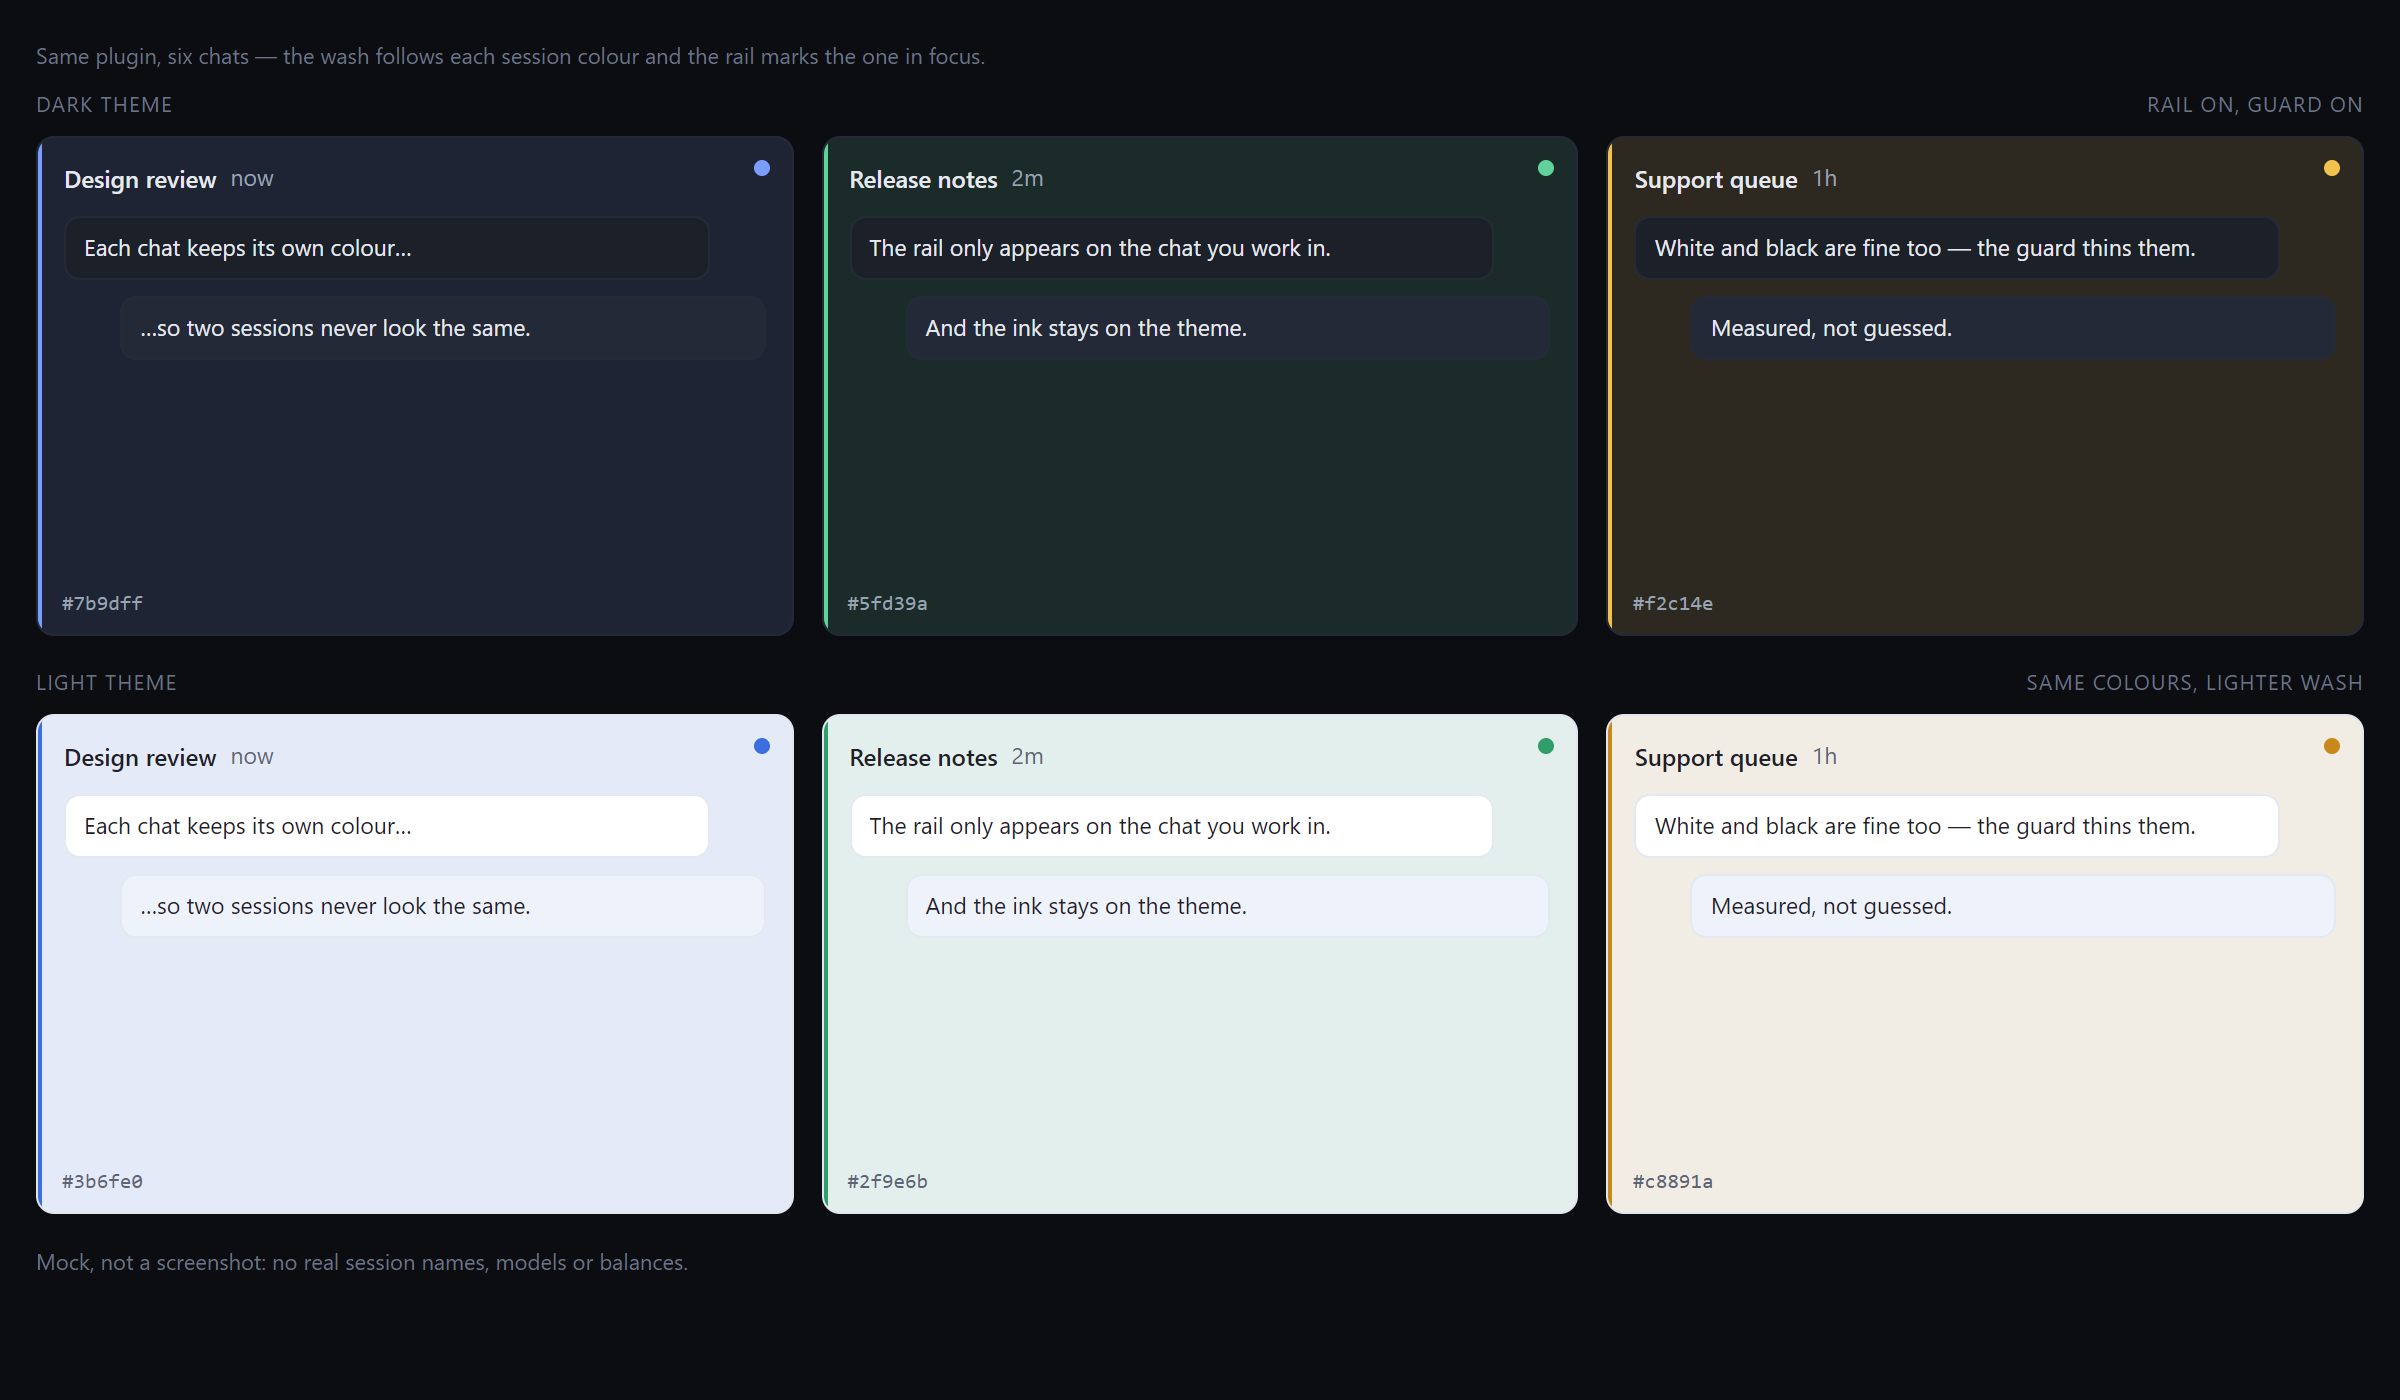 Same plugin, six chats — the wash follows each session colour and the rail marks the one in focus.
DARK THEME
RAIL ON, GUARD ON
Design review now
Each chat keeps its own colour…
…so two sessions never look the same.
#7b9dff
Release notes 2m
The rail only appears on the chat you work in.
And the ink stays on the theme.
#5fd39a
Support queue 1h
White and black are fine too — the guard thins them.
Measured, not guessed.
#f2c14e
LIGHT THEME
SAME COLOURS, LIGHTER WASH
Design review now
Each chat keeps its own colour…
…so two sessions never look the same.
#3b6fe0
Release notes 2m
The rail only appears on the chat you work in.
And the ink stays on the theme.
#2f9e6b
Support queue 1h
White and black are fine too — the guard thins them.
Measured, not guessed.
#c8891a
Mock, not a screenshot: no real session names, models or balances.